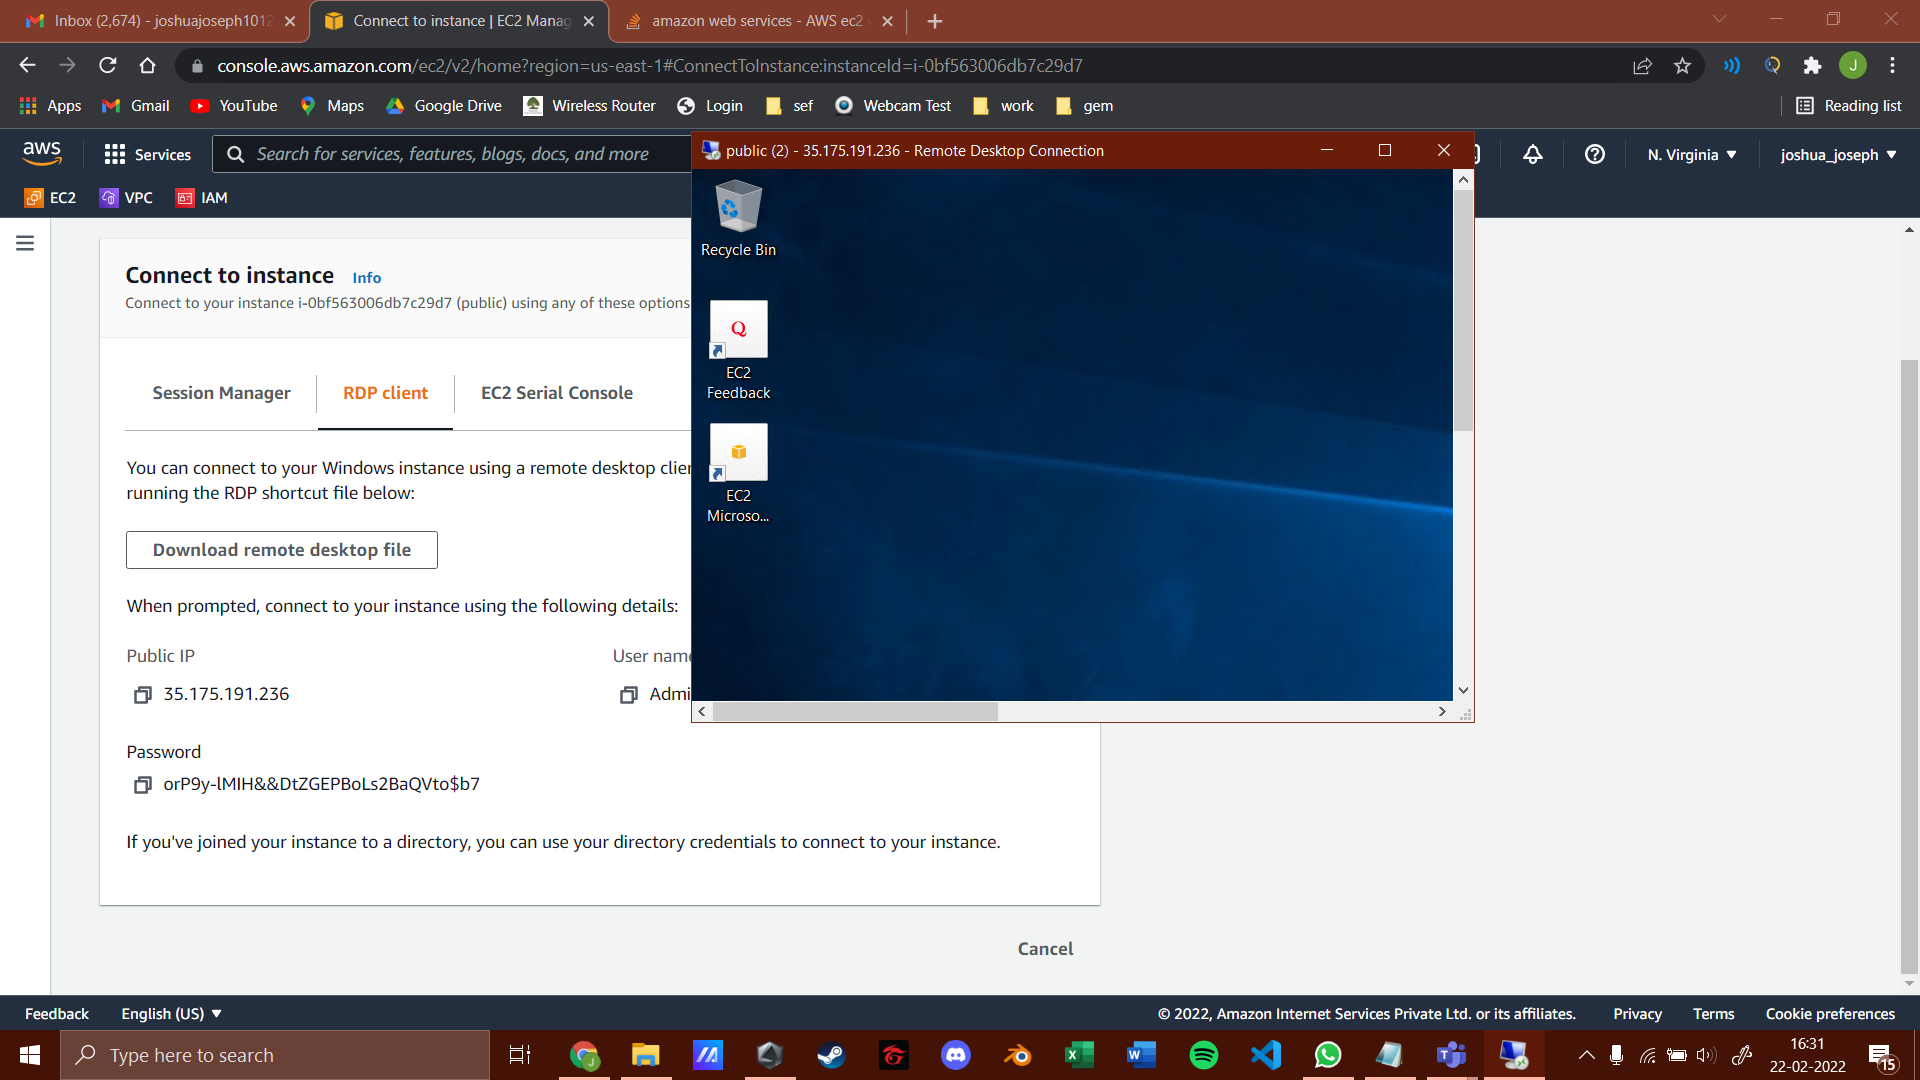 Inbox (2,674) - joshuajoseph1012
Connect to instance | EC2 Manag
amazon web services - AWS ec2
console.aws.amazon.com/ec2/v2/home?region=us-east-1#ConnectToInstance:instanceId=i-0bf563006db7c29d7
J
Apps
Gmail
YouTube
Maps
Google Drive
Wireless Router
Login
sef
Webcam Test
work
gem
Reading list
aws
Services
Search for services, features, blogs, docs, and more
N. Virginia
joshua_joseph
EC2
VPC
IAM
public (2) - 35.175.191.236 - Remote Desktop Connection
Recycle Bin
Q
EC2
Feedback
EC2
Microso...
Connect to instance Info
Connect to your instance i-0bf563006db7c29d7 (public) using any of these options
Session Manager
RDP client
EC2 Serial Console
You can connect to your Windows instance using a remote desktop clien
running the RDP shortcut file below:
Download remote desktop file
When prompted, connect to your instance using the following details:
Public IP
User name
35.175.191.236
Admi
Password
orP9y-lMIH&&DtZGEPBoLs2BaQVto$b7
If you've joined your instance to a directory, you can use your directory credentials to connect to your instance.
Cancel
Feedback
English (US)
© 2022, Amazon Internet Services Private Ltd. or its affiliates.
Privacy
Terms
Cookie preferences
Type here to search
16:31
22-02-2022
15